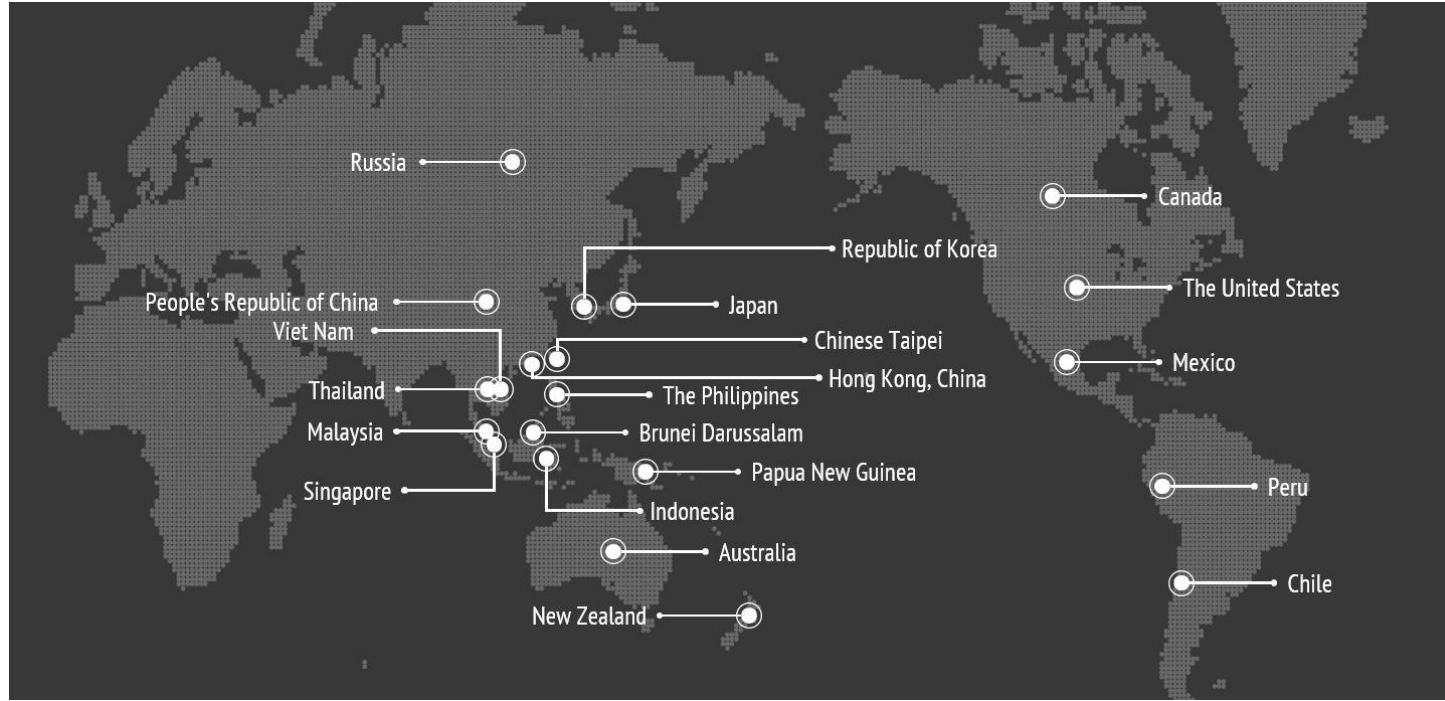 Russia
Canada
Republic of Korea
The United States
People's Republic of China
Japan
Viet Nam
Chinese Taipei
Mexico
Hong Kong, China
Thailand
The Philippines
Malaysia
Brunei Darussalam
Papua New Guinea
Peru
Singapore
Indonesia
Australia
Chile
New Zealand